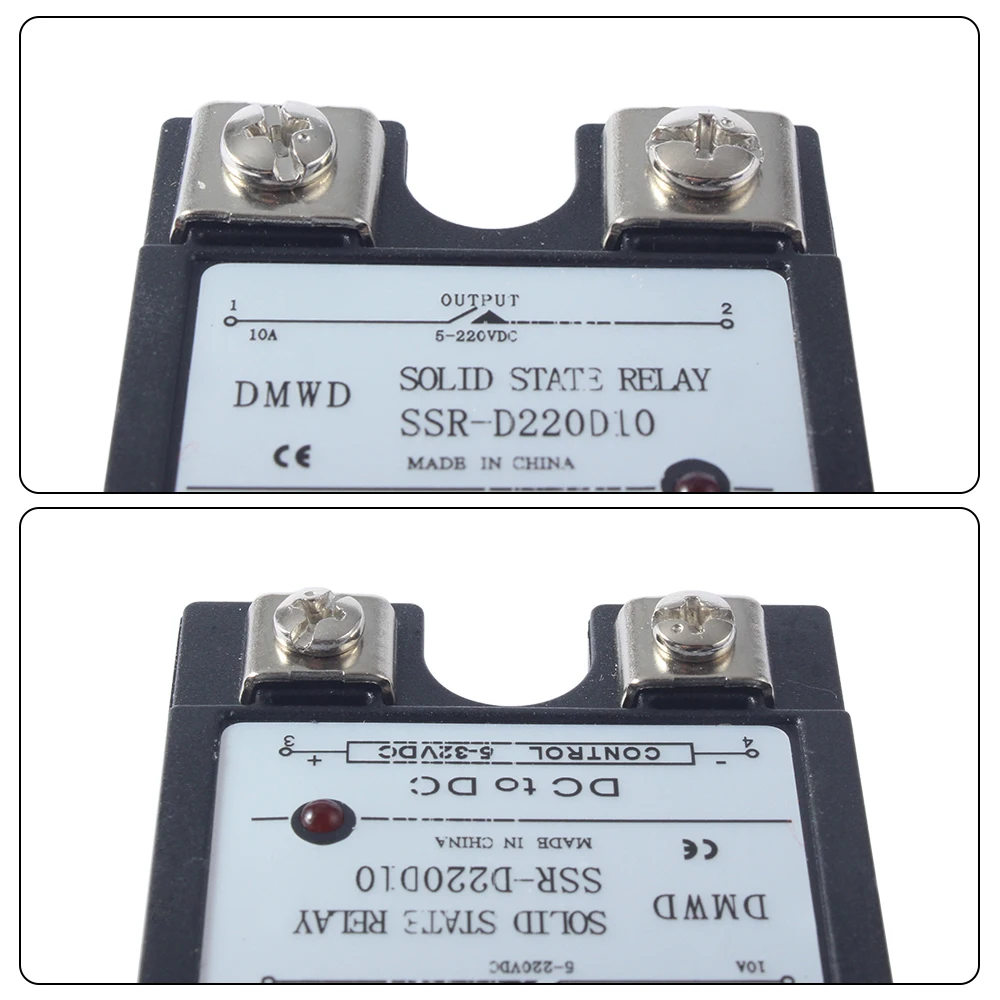 OUTPUT
1 2
10A 5-220VDC
SOLID STATE RELAY
DMWD
SSR-D220D10
CE
MADE IN CHINA
3 + CONTROL 5-32VDC - 4
DC to DC
MADE IN CHINA
CE
SSR-D220D10
DMWD
SOLID STATE RELAY
10A 5-220VDC